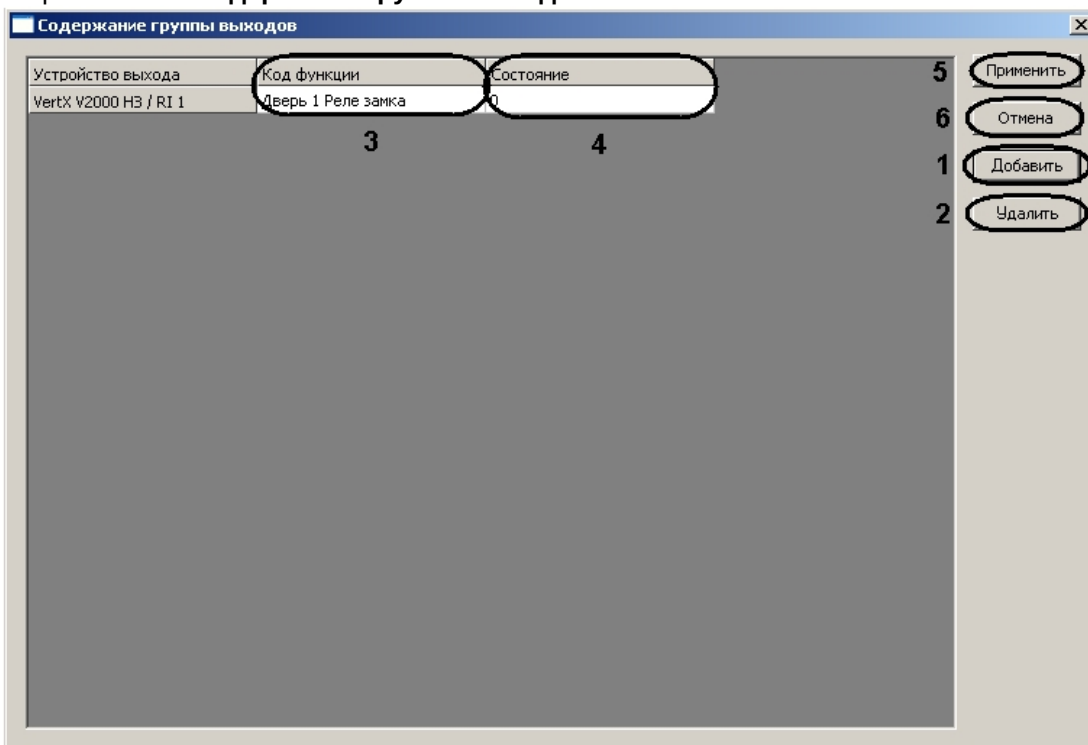 Содержание группы выходов
Устройство выхода Код функции Состояние
VertX V2000 H3 / RI 1 Дверь 1 Реле замка 0
3 4
5 Применить
6 Отмена
1 Добавить
2 Удалить